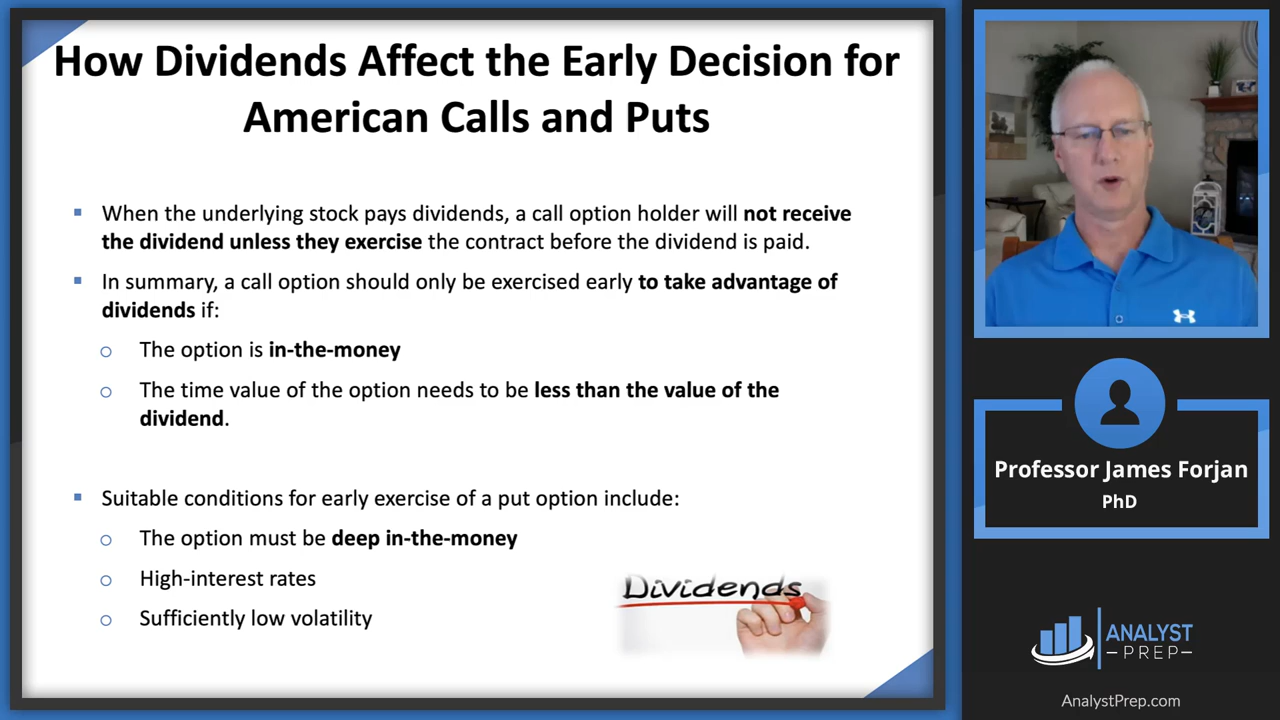 How Dividends Affect the Early Decision for
American Calls and Puts
When the underlying stock pays dividends, a call option holder will not receive
the dividend unless they exercise the contract before the dividend is paid.
In summary, a call option should only be exercised early to take advantage of
dividends if:
The option is in-the-money
The time value of the option needs to be less than the value of the
dividend.
Suitable conditions for early exercise of a put option include:
The option must be deep in-the-money
High-interest rates
Sufficiently low volatility
Dividends
Professor James Forjan
PhD
ANALYST
PREP
AnalystPrep.com